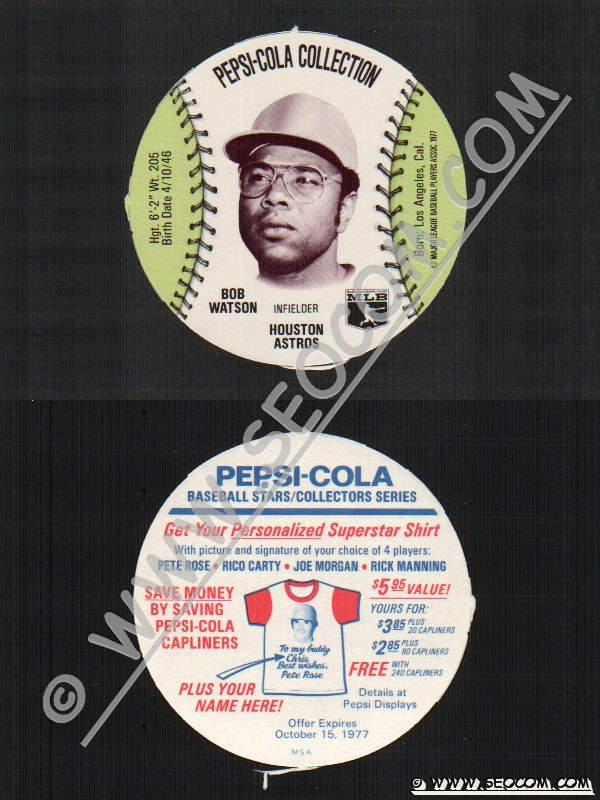 PEPSI-COLA COLLECTION
Hgt. 6'-2" Wt. 205
Birth Date 4/10/46
Born, Los Angeles, Cal.
© MAJOR LEAGUE BASEBALL PLAYERS ASSOC. 1977
BOB
WATSON
INFIELDER
MLB
HOUSTON
ASTROS
PEPSI-COLA
BASEBALL STARS/COLLECTORS SERIES
Get Your Personalized Superstar Shirt
With picture and signature of your choice of 4 players:
PETE ROSE • RICO CARTY • JOE MORGAN • RICK MANNING
SAVE MONEY
BY SAVING
PEPSI-COLA
CAPLINERS
To my buddy
Chris,
Best wishes,
Pete Rose
PLUS YOUR
NAME HERE!
$5.95 VALUE!
YOURS FOR:
$3.85 PLUS
20 CAPLINERS
$2.85 PLUS
80 CAPLINERS
FREE WITH
240 CAPLINERS
Details at
Pepsi Displays
Offer Expires
October 15, 1977
MSA
© WWW.SEOCOM.COM
© WWW.SEOCOM.COM